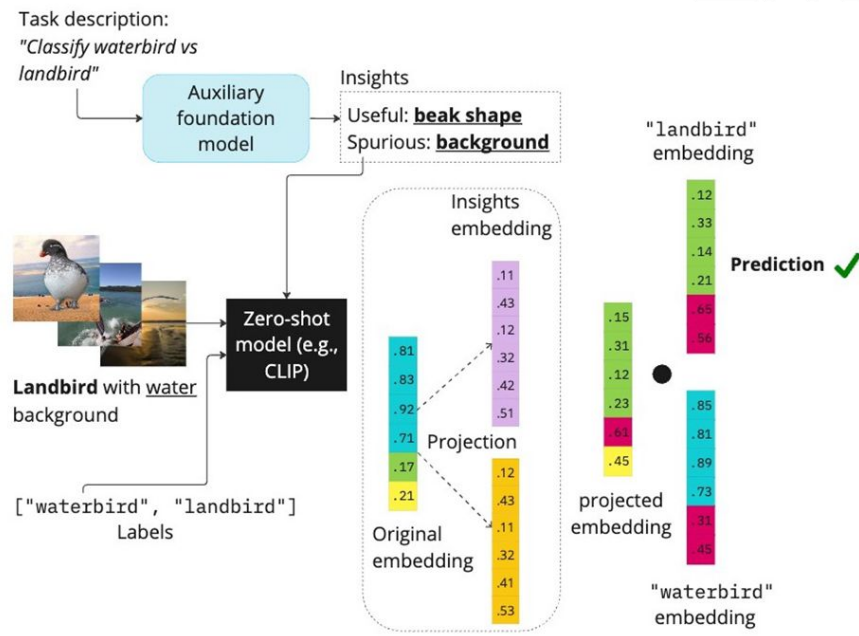 Task description:
"Classify waterbird vs
landbird"
Auxiliary
foundation
model
Insights
Useful: beak shape
Spurious: background
Landbird with water
background
["waterbird", "landbird"]
Labels
Zero-shot
model (e.g.,
CLIP)
Insights
embedding
.81
.83
.92
.71
.17
.21
Original
embedding
.11
.43
.12
.32
.42
.51
Projection
.12
.43
.11
.32
.41
.53
.15
.31
.12
.23
.61
.45
projected
embedding
"landbird"
embedding
.12
.33
.14
.21
.65
.56
Prediction
.85
.81
.89
.73
.31
.45
"waterbird"
embedding